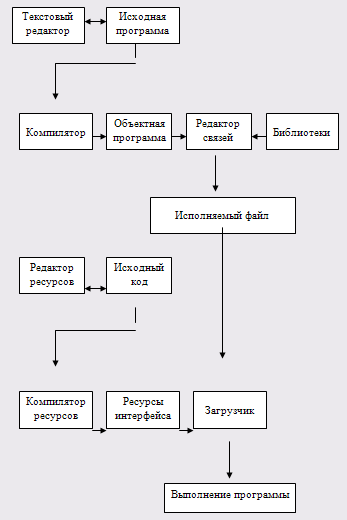 Текстовый
редактор
Исходная
программа
Компилятор
Объектная
программа
Редактор
связей
Библиотеки
Исполняемый файл
Редактор
ресурсов
Исходный
код
Компилятор
ресурсов
Ресурсы
интерфейса
Загрузчик
Выполнение программы